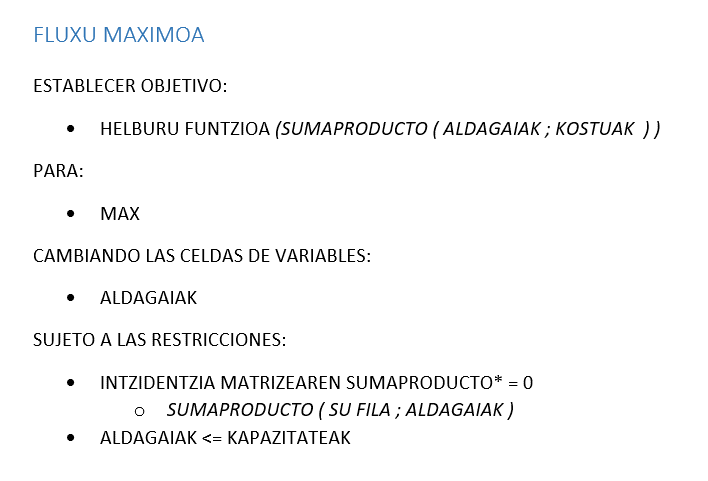 FLUXU MAXIMOA
ESTABLECER OBJETIVO:
• HELBURU FUNTZIOA (SUMAPRODUCTO ( ALDAGAIAK ; KOSTUAK ) )
PARA:
• MAX
CAMBIANDO LAS CELDAS DE VARIABLES:
• ALDAGAIAK
SUJETO A LAS RESTRICCIONES:
• INTZIDENTZIA MATRIZEAREN SUMAPRODUCTO* = 0
o SUMAPRODUCTO ( SU FILA ; ALDAGAIAK )
• ALDAGAIAK <= KAPAZITATEAK